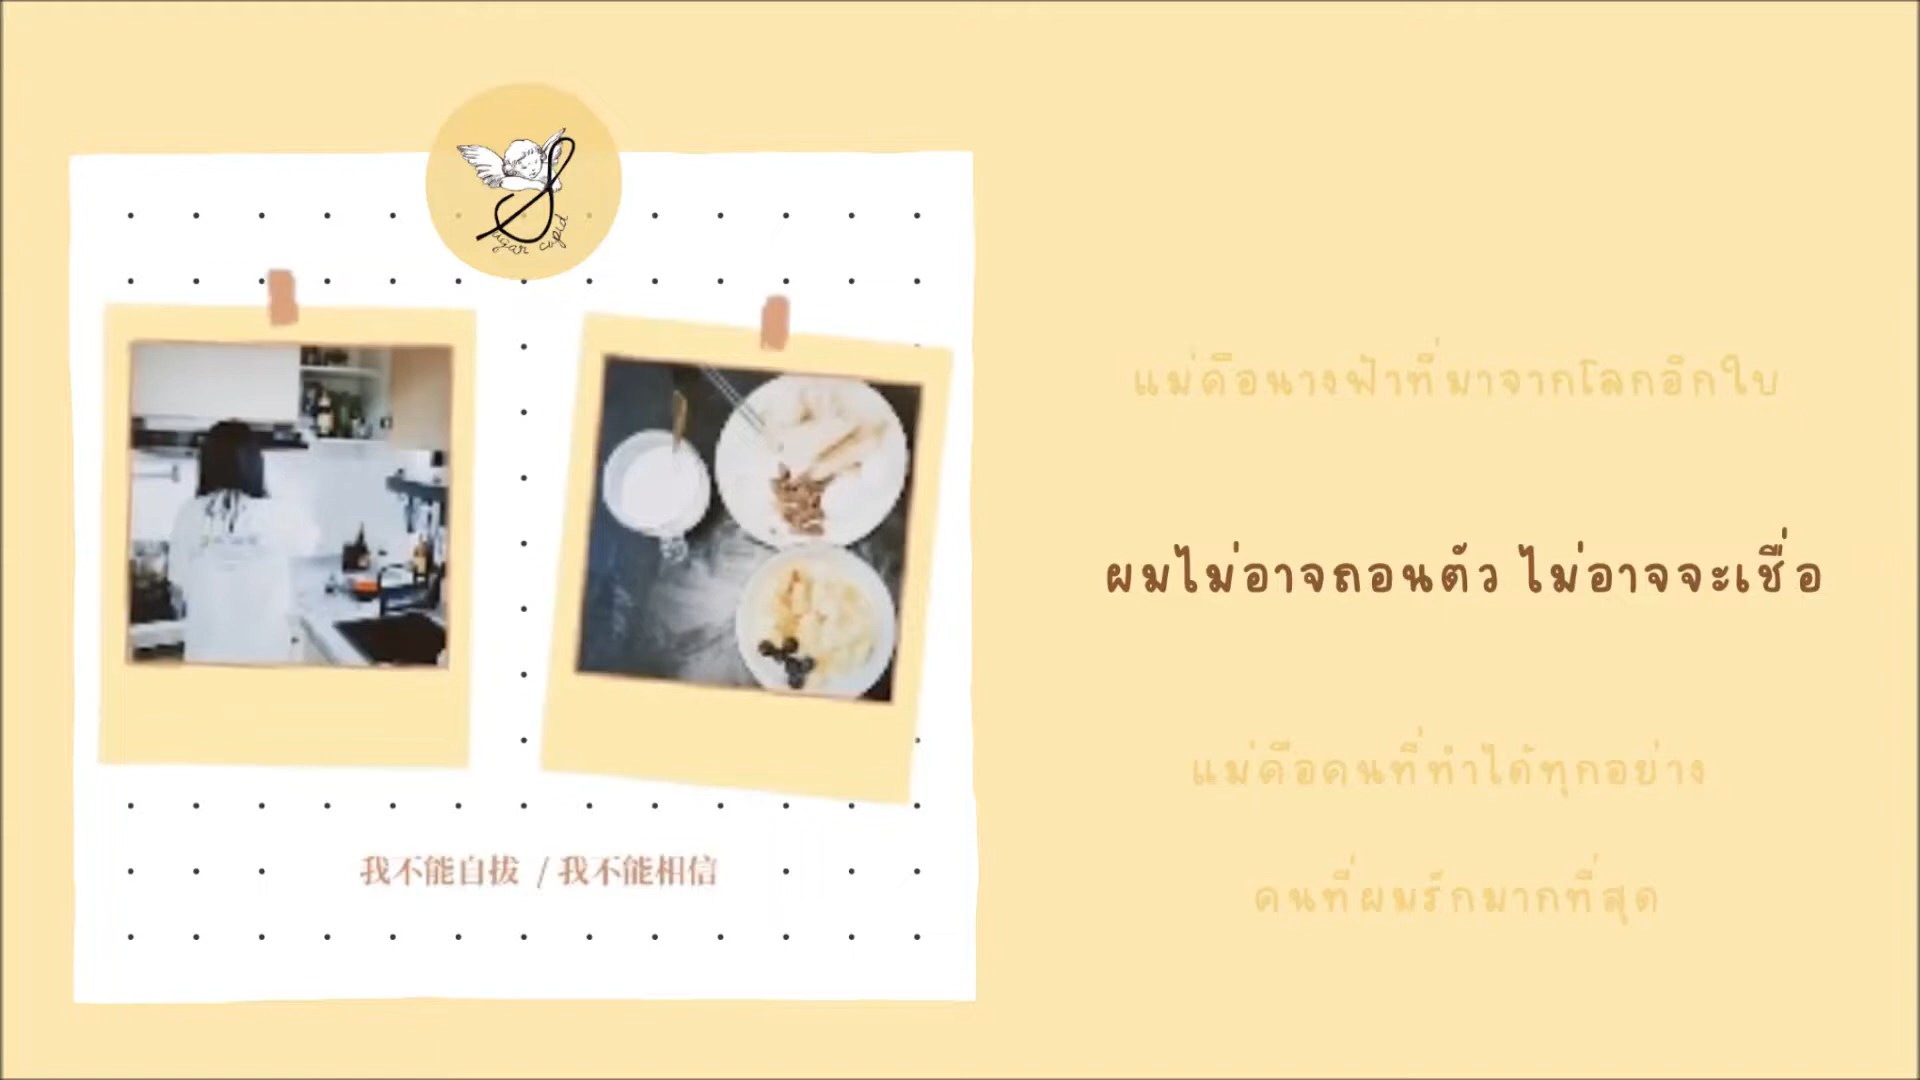 Sugar cupid
我不能自拔 / 我不能相信
แม่คือนางฟ้าที่มาจากโลกอีกใบ
ผมไม่อาจถอนตัว ไม่อาจจะเชื่อ
แม่คือคนที่ทำได้ทุกอย่าง
คนที่ผมรักมากที่สุด